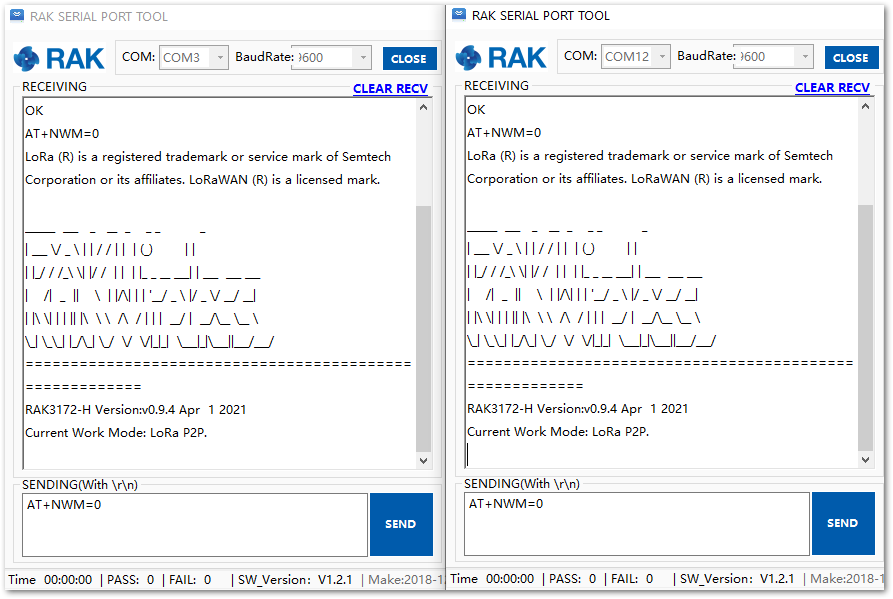 RAK SERIAL PORT TOOL
RAK
COM: COM3
BaudRate: 9600
CLOSE
RECEIVING
CLEAR RECV
OK
AT+NWM=0
LoRa (R) is a registered trademark or service mark of Semtech
Corporation or its affiliates. LoRaWAN (R) is a licensed mark.
==========================================
=============
RAK3172-H Version:v0.9.4 Apr  1 2021
Current Work Mode: LoRa P2P.
SENDING(With \r\n)
AT+NWM=0
SEND
Time 00:00:00 | PASS: 0 | FAIL: 0 | SW_Version: V1.2.1 | Make:2018-1
RAK SERIAL PORT TOOL
RAK
COM: COM12
BaudRate: 9600
CLOSE
RECEIVING
CLEAR RECV
OK
AT+NWM=0
LoRa (R) is a registered trademark or service mark of Semtech
Corporation or its affiliates. LoRaWAN (R) is a licensed mark.
==========================================
=============
RAK3172-H Version:v0.9.4 Apr  1 2021
Current Work Mode: LoRa P2P.
SENDING(With \r\n)
AT+NWM=0
SEND
Time 00:00:00 | PASS: 0 | FAIL: 0 | SW_Version: V1.2.1 | Make:2018-1